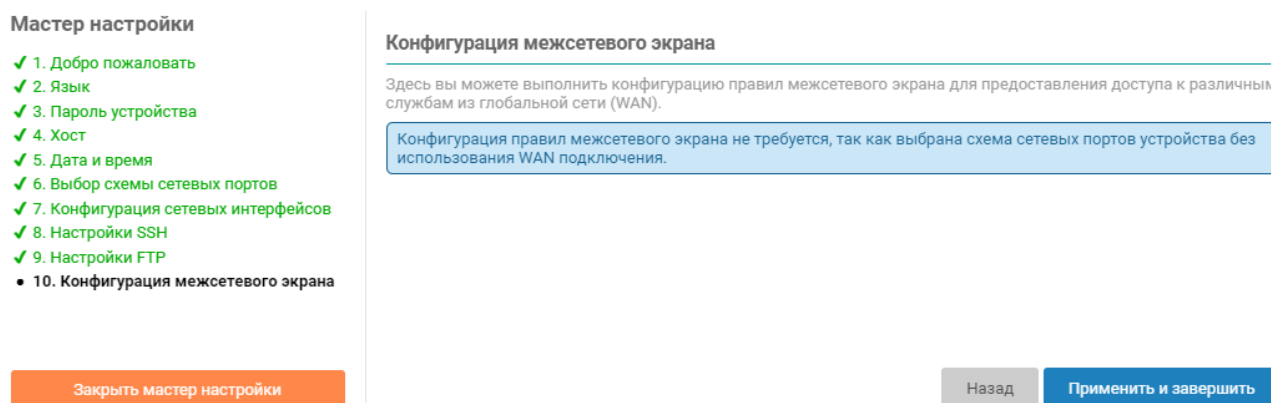 Мастер настройки
✔ 1. Добро пожаловать
✔ 2. Язык
✔ 3. Пароль устройства
✔ 4. Хост
✔ 5. Дата и время
✔ 6. Выбор схемы сетевых портов
✔ 7. Конфигурация сетевых интерфейсов
✔ 8. Настройки SSH
✔ 9. Настройки FTP
• 10. Конфигурация межсетевого экрана
Закрыть мастер настройки
Конфигурация межсетевого экрана
Здесь вы можете выполнить конфигурацию правил межсетевого экрана для предоставления доступа к различным
службам из глобальной сети (WAN).
Конфигурация правил межсетевого экрана не требуется, так как выбрана схема сетевых портов устройства без
использования WAN подключения.
Назад
Применить и завершить